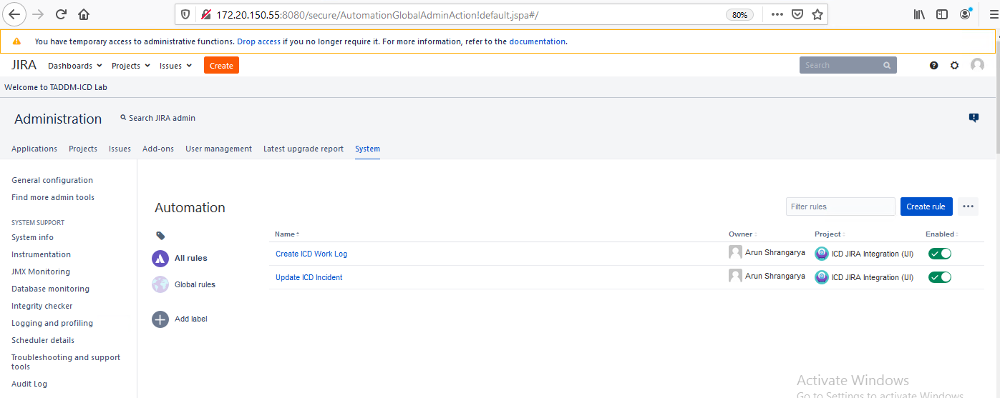 172.20.150.55:8080/secure/AutomationGlobalAdminAction!default.jspa#/
80%
You have temporary access to administrative functions. Drop access if you no longer require it. For more information, refer to the documentation.
JIRA Dashboards Projects Issues Create Search
Welcome to TADDM-ICD Lab
Administration Search JIRA admin
Applications Projects Issues Add-ons User management Latest upgrade report System
General configuration
Find more admin tools
SYSTEM SUPPORT
System info
Instrumentation
JMX Monitoring
Database monitoring
Integrity checker
Logging and profiling
Scheduler details
Troubleshooting and support
tools
Audit Log
Automation Filter rules Create rule
All rules
Global rules
Add label
Name Owner Project Enabled
Create ICD Work Log Arun Shrangarya ICD JIRA Integration (IJI)
Update ICD Incident Arun Shrangarya ICD JIRA Integration (IJI)
Activate Windows
Go to Settings to activate Windows